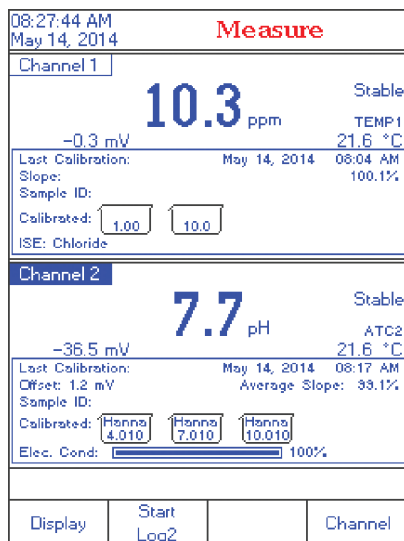 08:27:44 AM
May 14, 2014
Measure
Channel 1
10.3 ppm
Stable
TEMP1
-0.3 mV
21.6 °C
Last Calibration: May 14, 2014 08:04 AM
Slope: 100.1%
Sample ID:
Calibrated: 1.00 10.0
ISE: Chloride
Channel 2
7.7 pH
Stable
ATC2
-36.5 mV
21.6 °C
Last Calibration: May 14, 2014 08:17 AM
Offset: 1.2 mV Average Slope: 99.1%
Sample ID:
Calibrated: Hanna 4.010 Hanna 7.010 Hanna 10.010
Elec. Cond: 100%
Display
Start Log2
Channel